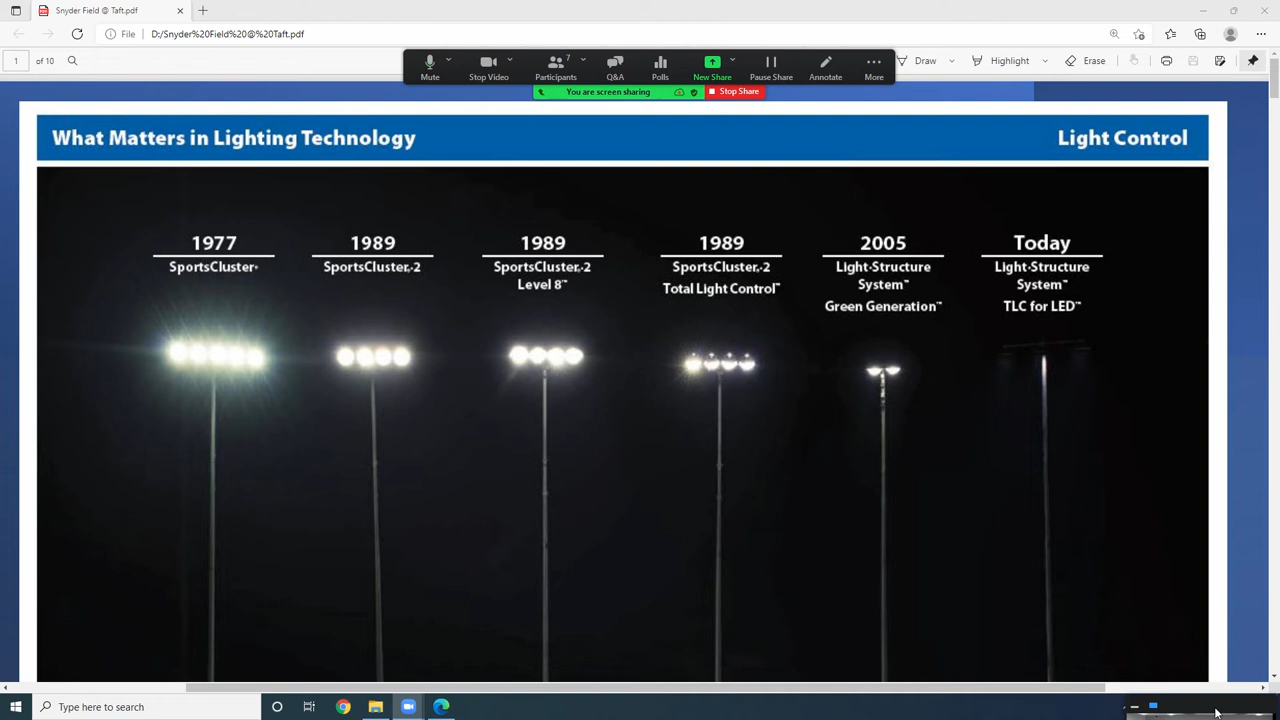 Snyder Field @ Taft.pdf
File
D:/Snyder%20Field%20@%20Taft.pdf
1 of 10
7
Mute
Stop Video
Participants
Q&A
Polls
New Share
Pause Share
Annotate
More
Draw
Highlight
Erase
You are screen sharing
Stop Share
What Matters in Lighting Technology
Light Control
1977
SportsCluster®
1989
SportsCluster®·2
1989
SportsCluster®·2
Level 8™
1989
SportsCluster®·2
Total Light Control™
2005
Light·Structure
System™
Green Generation™
Today
Light·Structure
System™
TLC for LED™
Type here to search